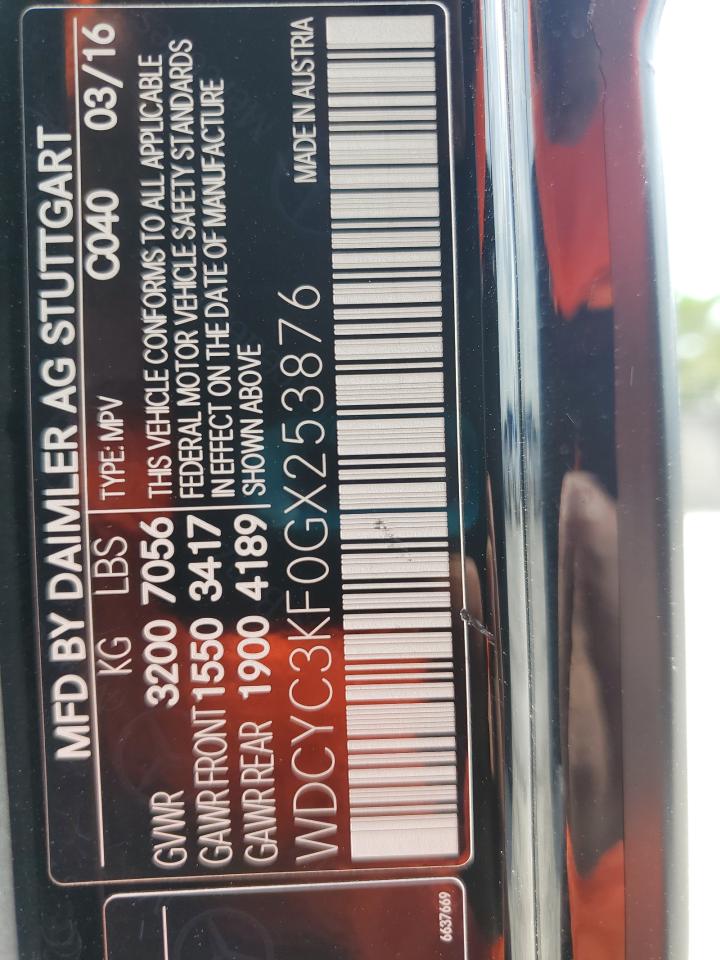 MFD BY DAIMLER AG STUTTGART
KG LBS TYPE: MPV C040 03/16
GVWR 3200 7056 THIS VEHICLE CONFORMS TO ALL APPLICABLE
GAWR FRONT 1550 3417 FEDERAL MOTOR VEHICLE SAFETY STANDARDS
IN EFFECT ON THE DATE OF MANUFACTURE
GAWR REAR 1900 4189 SHOWN ABOVE
WDCYC3KF0GX253876 MADE IN AUSTRIA
6637669